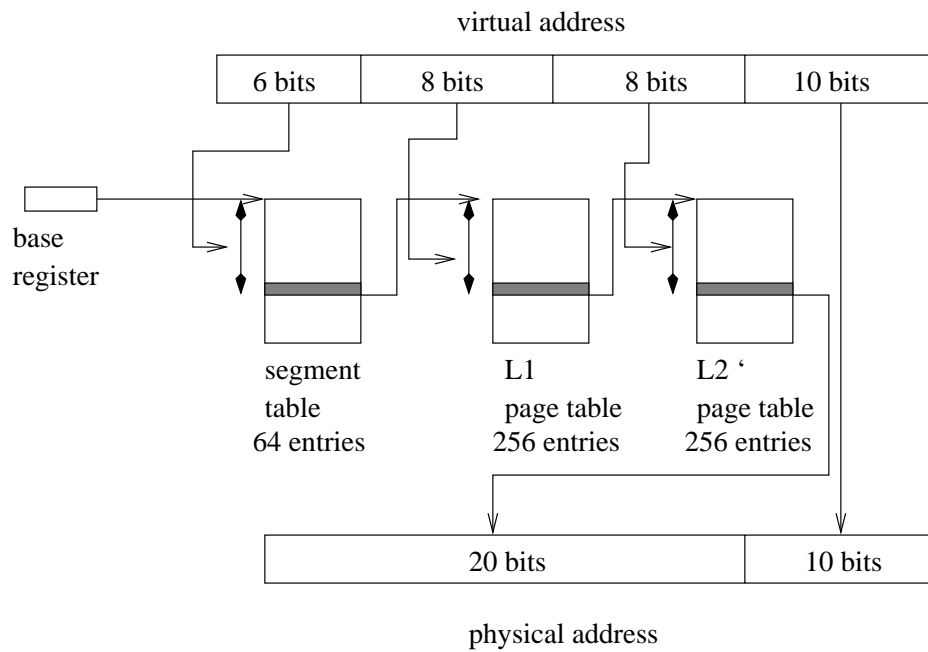 virtual address
6 bits
8 bits
8 bits
10 bits
base
register
segment
table
64 entries
L1
page table
256 entries
L2 ‘
page table
256 entries
20 bits
10 bits
physical address